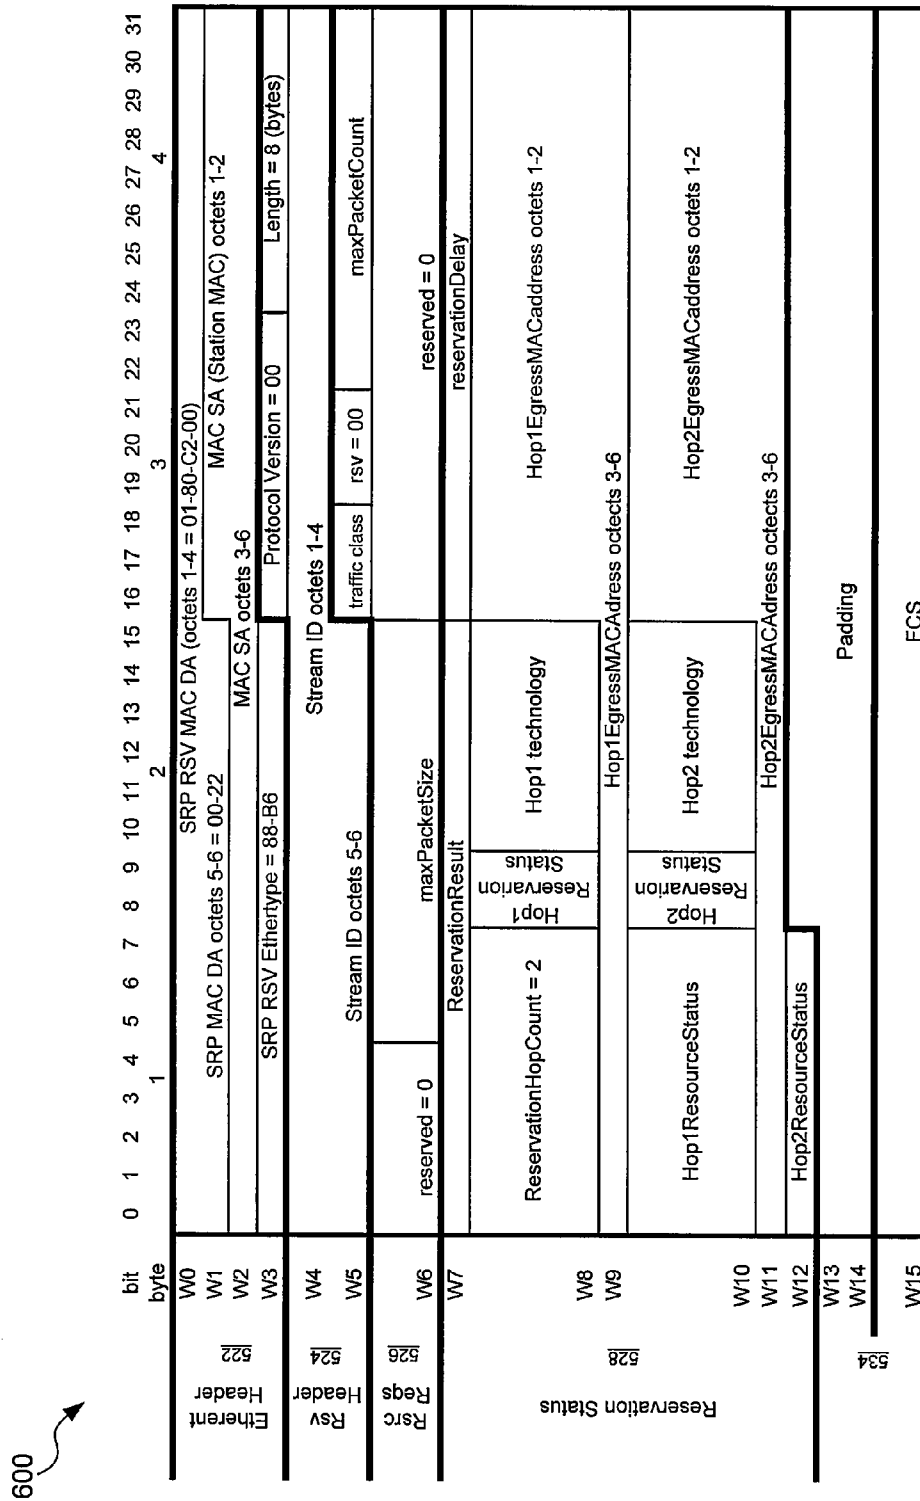 600
bit 0 1 2 3 4 5 6 7 8 9 10 11 12 13 14 15 16 17 18 19 20 21 22 23 24 25 26 27 28 29 30 31
byte 1 2 3 4
Etherent Header 522
W0 SRP RSV MAC DA (octets 1-4 = 01-80-C2-00)
W1 SRP MAC DA octets 5-6 = 00-22 MAC SA (Station MAC) octets 1-2
W2 MAC SA octets 3-6
W3 SRP RSV Ethertype = 88-B6 Protocol Version = 00 Length = 8 (bytes)
Rsv Header 524
W4 Stream ID octets 1-4
W5 Stream ID octets 5-6 traffic class rsv = 00 maxPacketCount
Rsrc Reqs 526
W6 reserved = 0 maxPacketSize reserved = 0
Reservation Status 528
W7 ReservationResult reservationDelay
W8 ReservationHopCount = 2 Hop1 Reservarion Status Hop1 technology Hop1EgressMACaddress octets 1-2
W9 Hop1EgressMACAdress octects 3-6
W10 Hop1ResourceStatus Hop2 Reservarion Status Hop2 technology Hop2EgressMACaddress octets 1-2
W11 Hop2EgressMACAdress octects 3-6
W12 Hop2ResourceStatus
W13 Padding
W14
534
W15 FCS